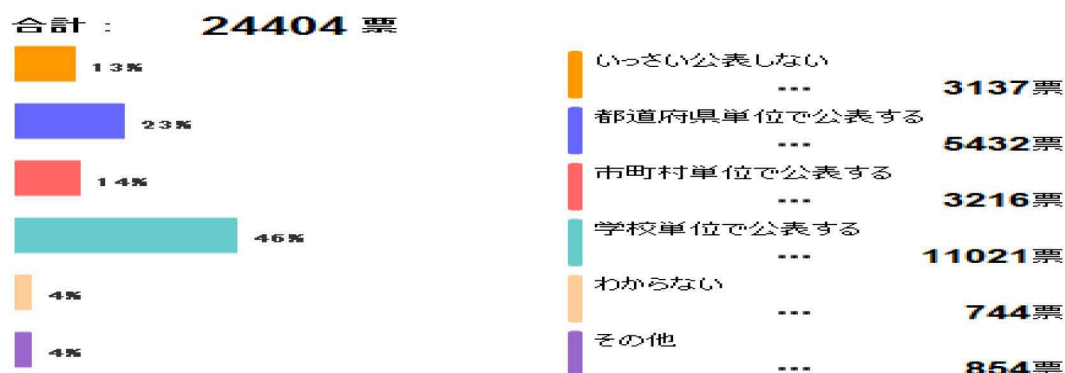 合計： 24404 票
13%
23%
14%
46%
4%
4%
いっさい公表しない
--- 3137票
都道府県単位で公表する
--- 5432票
市町村単位で公表する
--- 3216票
学校単位で公表する
--- 11021票
わからない
--- 744票
その他
--- 854票